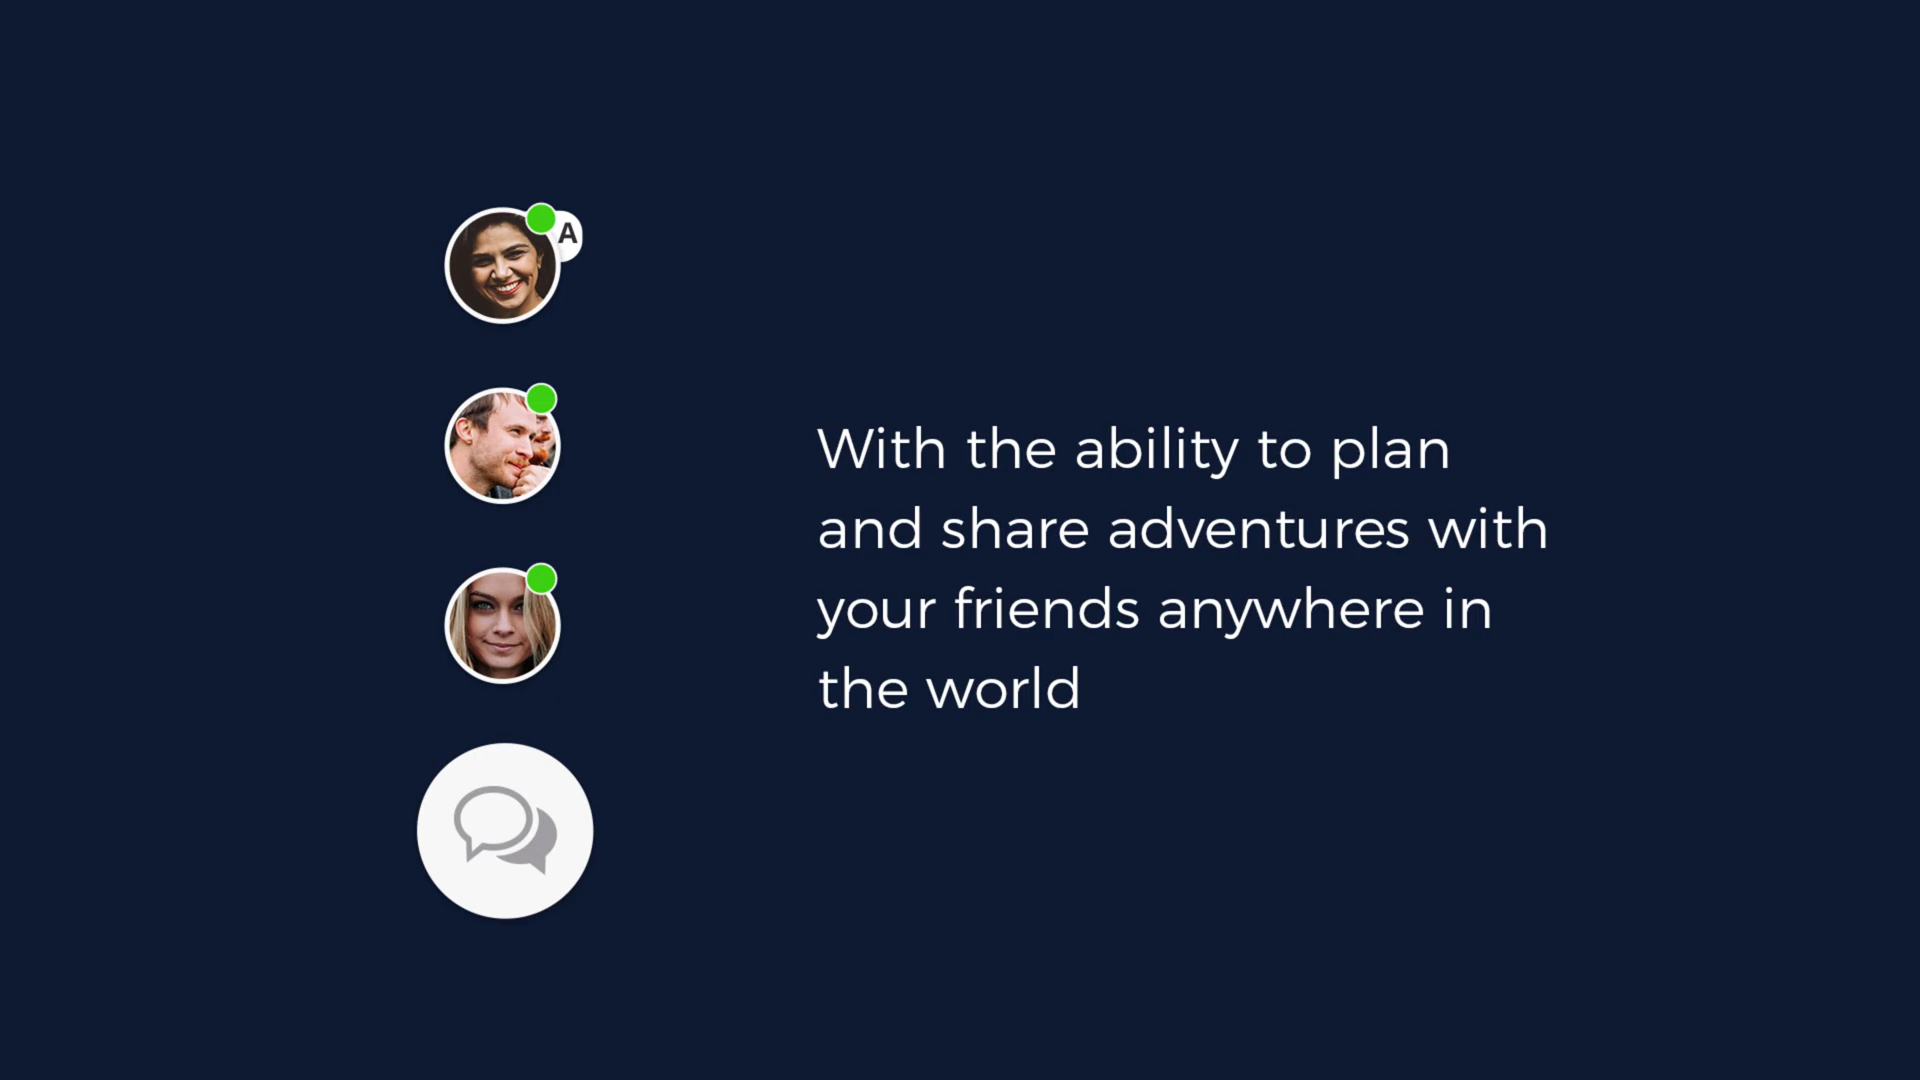 A
With the ability to plan
and share adventures with
your friends anywhere in
the world